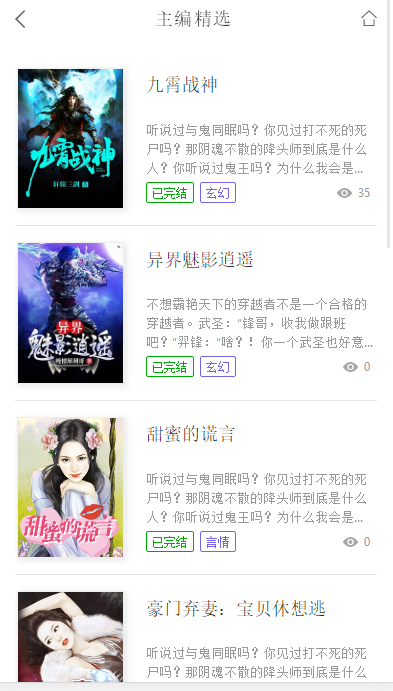 主编精选
九霄战神
九霄战神
轩辕三剑 著
听说过与鬼同眠吗？你见过打不死的死
尸吗？那阴魂不散的降头师到底是什么
人？你听说过鬼王吗？为什么我会是...
已完结 玄幻 35
异界魅影逍遥
异界
魅影逍遥
不想霸艳天下的穿越者不是一个合格的
穿越者。武圣：“锋哥，收我做跟班
吧？”羿锋：“啥？！你一个武圣也好意...
已完结 玄幻 0
甜蜜的谎言
甜蜜的谎言
听说过与鬼同眠吗？你见过打不死的死
尸吗？那阴魂不散的降头师到底是什么
人？你听说过鬼王吗？为什么我会是...
已完结 言情 0
豪门弃妻：宝贝休想逃
听说过与鬼同眠吗？你见过打不死的死
尸吗？那阴魂不散的降头师到底是什么